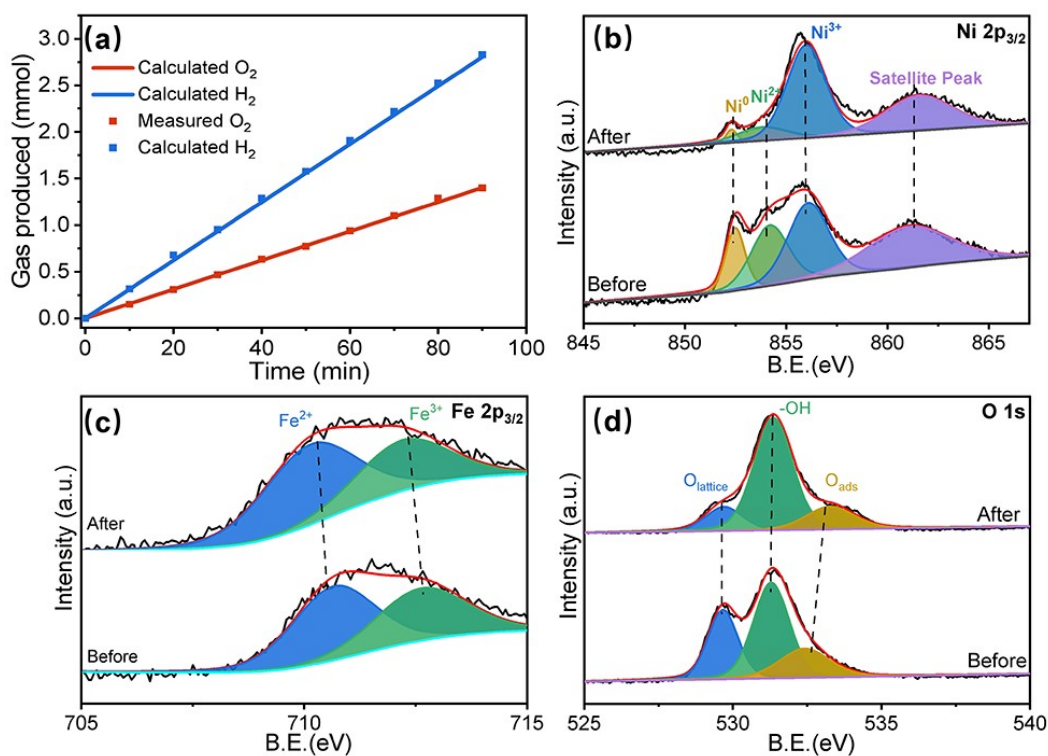 (a)
3.0
2.5
2.0
1.5
1.0
0.5
0.0
Gas produced (mmol)
Calculated O₂
Calculated H₂
Measured O₂
Calculated H₂
0 20 40 60 80 100
Time (min)
(b)
Ni 2p₃/₂
Ni³⁺
Ni⁰
Ni²⁺
Satellite Peak
After
Before
Intensity (a.u.)
845 850 855 860 865
B.E.(eV)
(c)
Fe 2p₃/₂
Fe²⁺
Fe³⁺
After
Before
Intensity (a.u.)
705 710 715
B.E.(eV)
(d)
O 1s
-OH
O lattice
O ads
After
Before
Intensity (a.u.)
525 530 535 540
B.E.(eV)